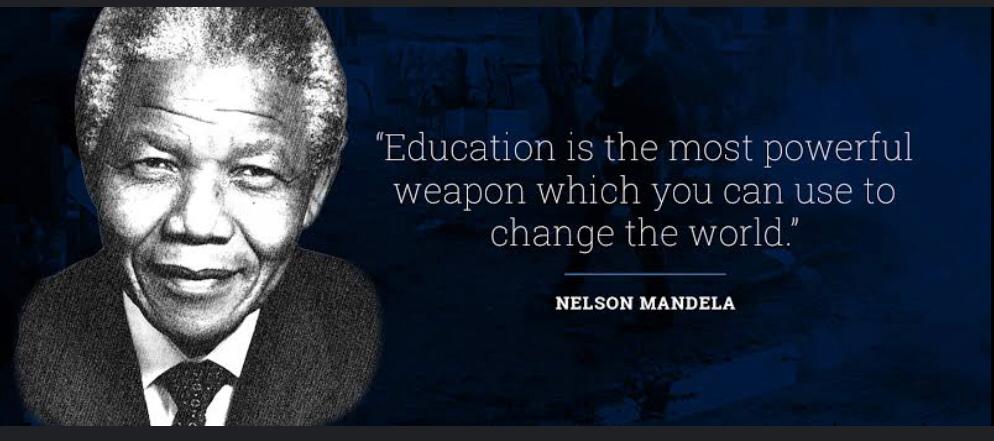 “Education is the most powerful
weapon which you can use to
change the world.”
NELSON MANDELA